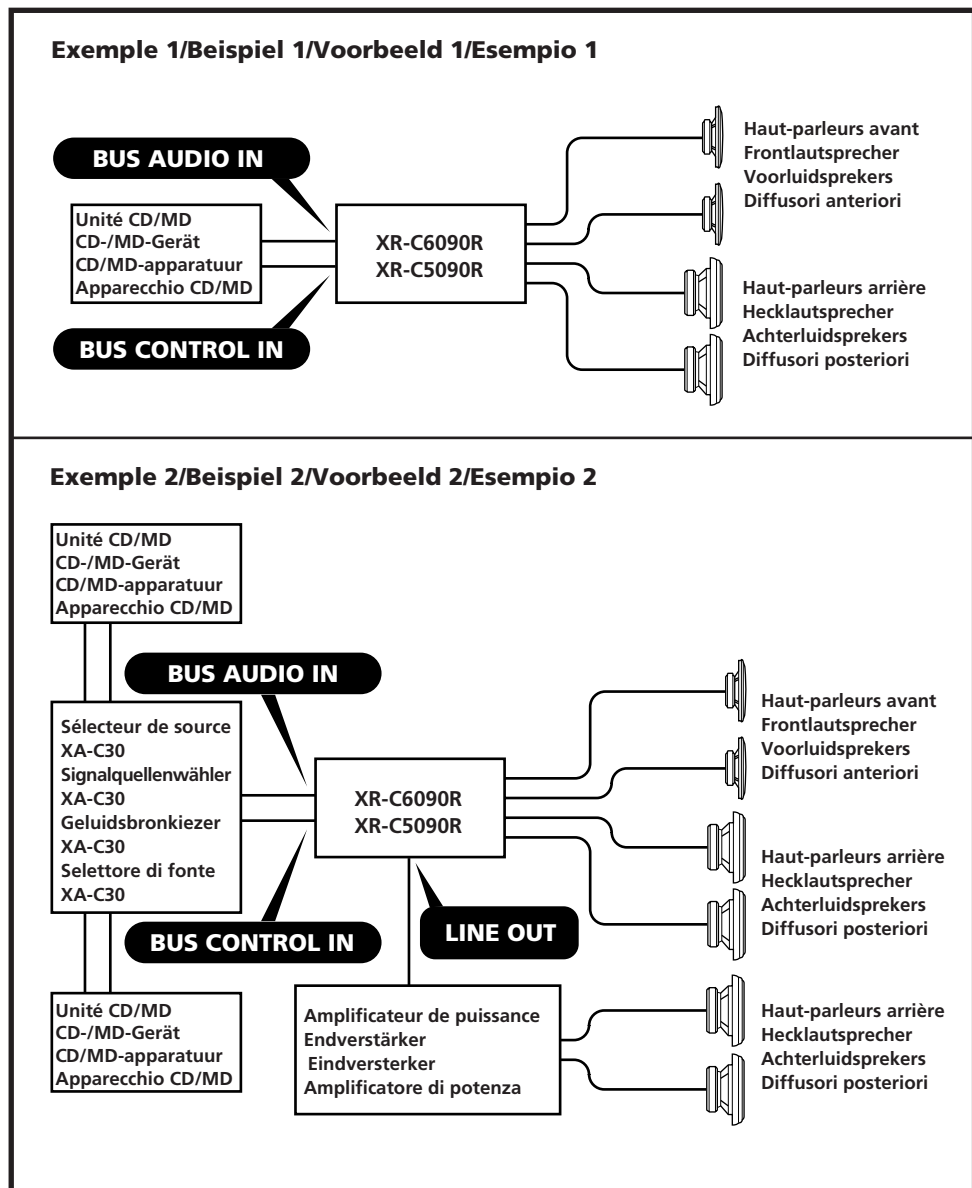 Exemple 1/Beispiel 1/Voorbeeld 1/Esempio 1
BUS AUDIO IN
Unité CD/MD
CD-/MD-Gerät
CD/MD-apparatuur
Apparecchio CD/MD
BUS CONTROL IN
XR-C6090R
XR-C5090R
Haut-parleurs avant
Frontlautsprecher
Voorluidsprekers
Diffusori anteriori
Haut-parleurs arrière
Hecklautsprecher
Achterluidsprekers
Diffusori posteriori
Exemple 2/Beispiel 2/Voorbeeld 2/Esempio 2
Unité CD/MD
CD-/MD-Gerät
CD/MD-apparatuur
Apparecchio CD/MD
BUS AUDIO IN
Sélecteur de source
XA-C30
Signalquellenwähler
XA-C30
Geluidsbronkiezer
XA-C30
Selettore di fonte
XA-C30
BUS CONTROL IN
XR-C6090R
XR-C5090R
LINE OUT
Haut-parleurs avant
Frontlautsprecher
Voorluidsprekers
Diffusori anteriori
Haut-parleurs arrière
Hecklautsprecher
Achterluidsprekers
Diffusori posteriori
Unité CD/MD
CD-/MD-Gerät
CD/MD-apparatuur
Apparecchio CD/MD
Amplificateur de puissance
Endverstärker
Eindversterker
Amplificatore di potenza
Haut-parleurs arrière
Hecklautsprecher
Achterluidsprekers
Diffusori posteriori